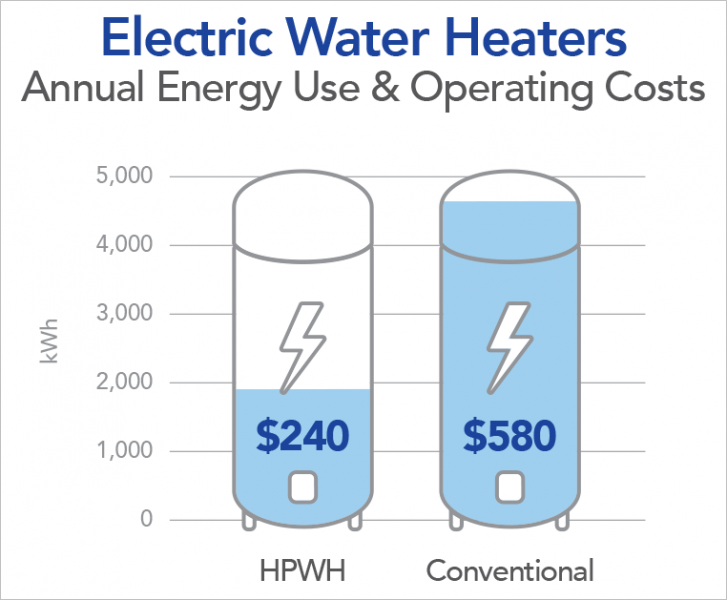 Electric Water Heaters
Annual Energy Use & Operating Costs
5,000
4,000
3,000
2,000
1,000
0
kWh
$240
$580
HPWH
Conventional